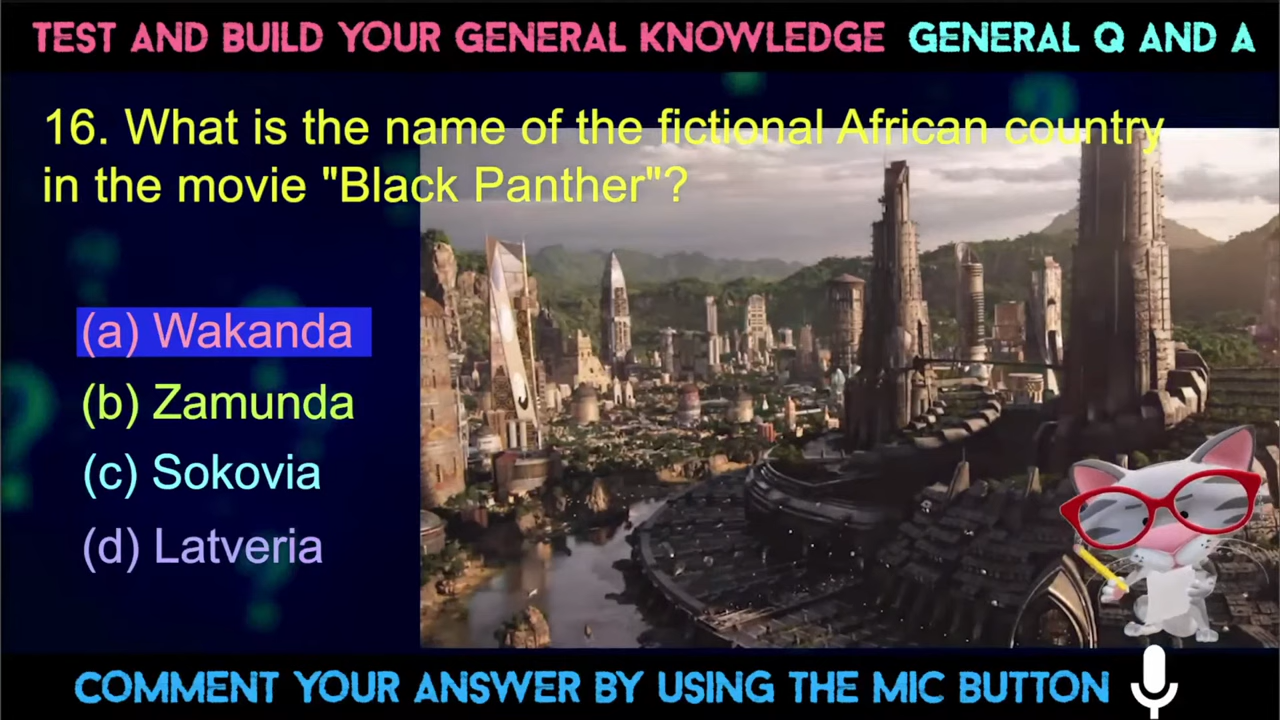 TEST AND BUILD YOUR GENERAL KNOWLEDGE GENERAL Q AND A
16. What is the name of the fictional African country
in the movie "Black Panther"?
(a) Wakanda
(b) Zamunda
(c) Sokovia
(d) Latveria
COMMENT YOUR ANSWER BY USING THE MIC BUTTON